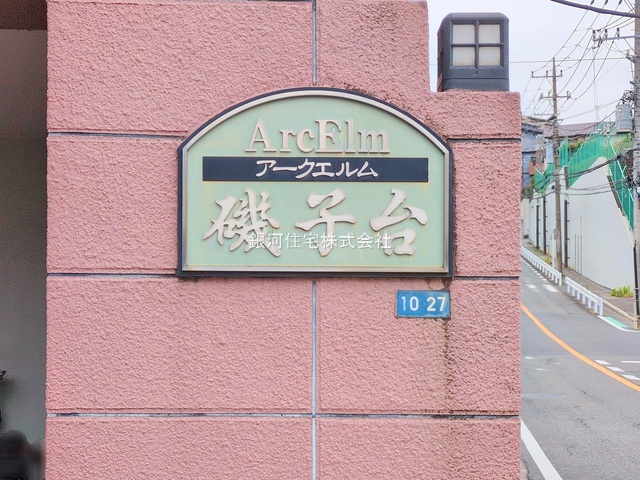 ArcElm
アークエルム
磯子台
銀河住宅株式会社
10 27